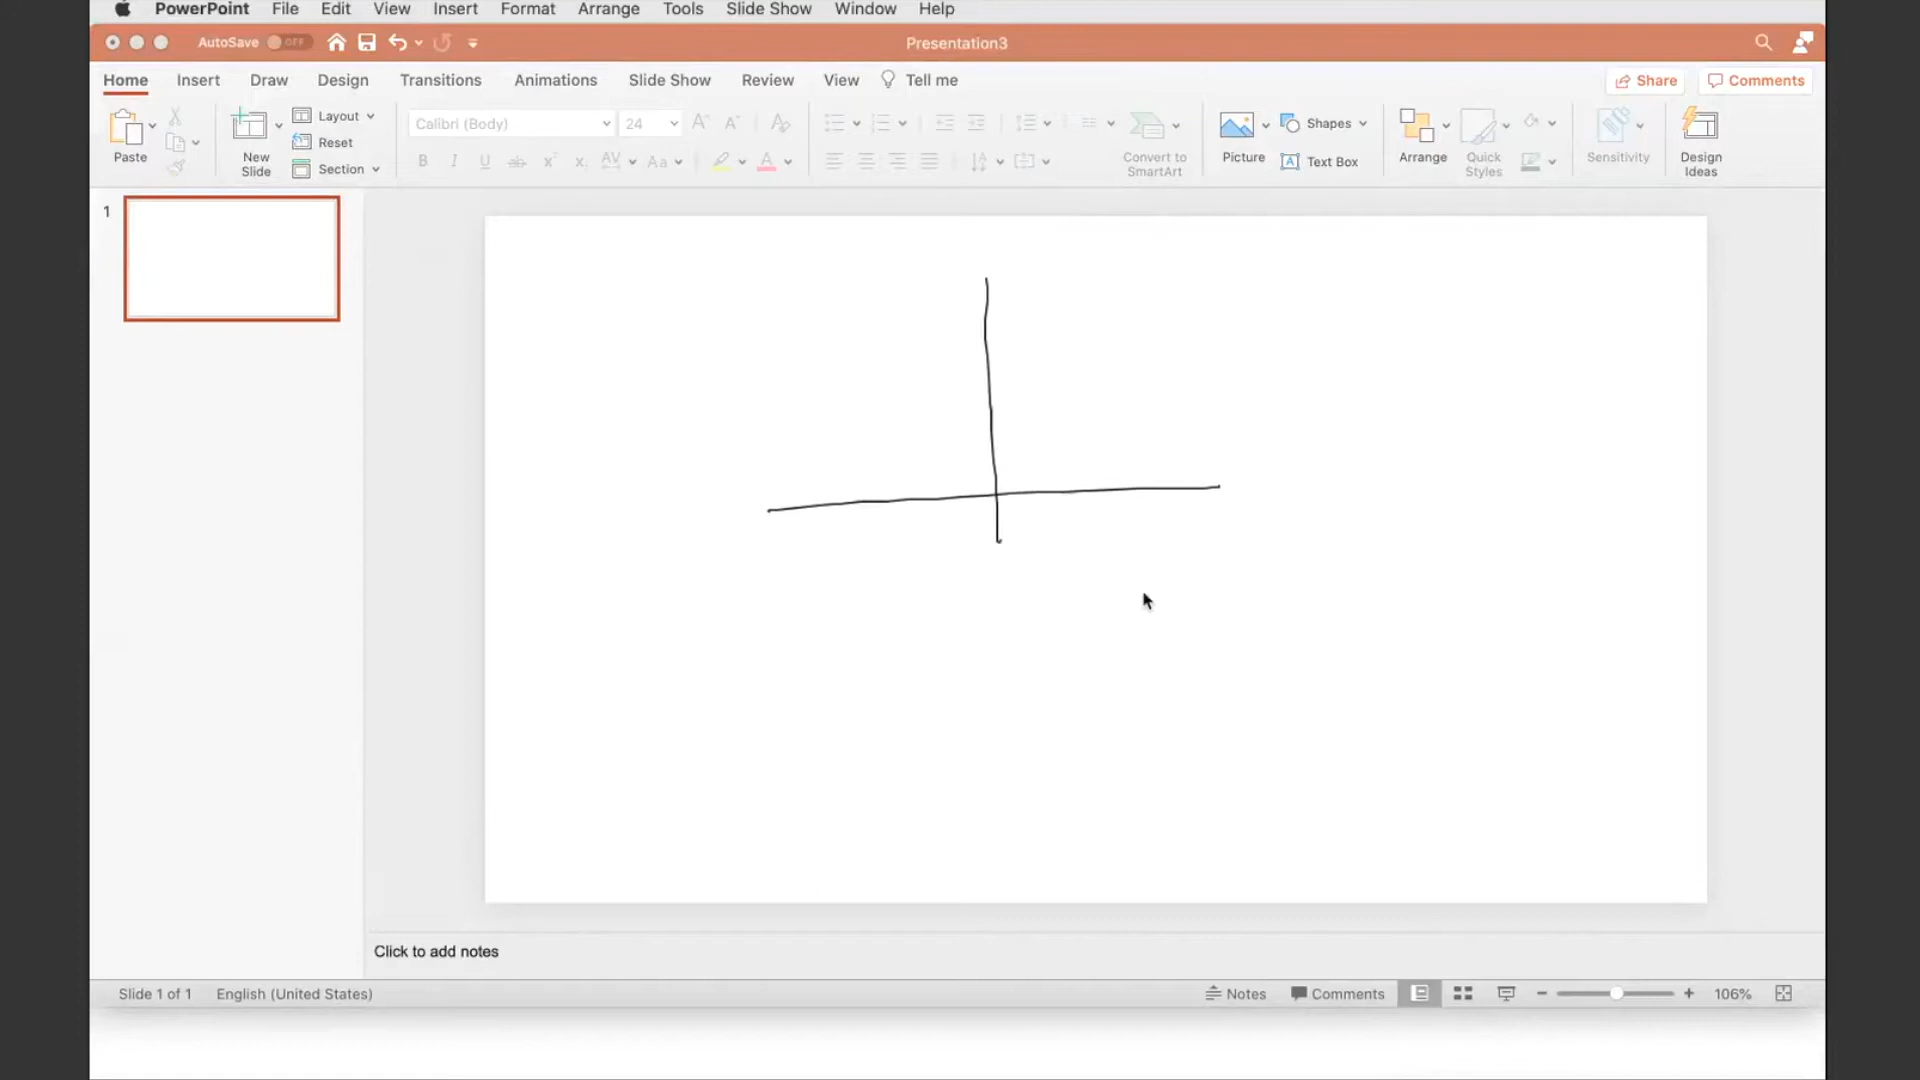 PowerPoint File Edit View Insert Format Arrange Tools Slide Show Window Help
AutoSave OFF Presentation3
Home Insert Draw Design Transitions Animations Slide Show Review View Tell me Share Comments
Paste
New Slide
Layout
Reset
Section
Calibri (Body) 24
B I U ab x x AV Aa A
Convert to SmartArt
Picture
Shapes
Text Box
Arrange
Quick Styles
Sensitivity
Design Ideas
1
Click to add notes
Slide 1 of 1 English (United States) Notes Comments 106%